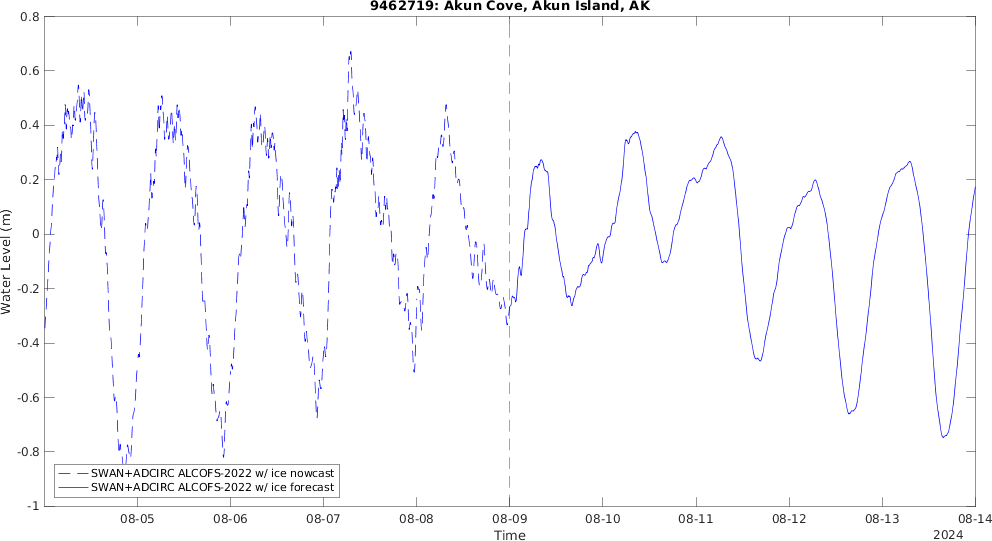 9462719: Akun Cove, Akun Island, AK
0.8
0.6
0.4
0.2
0
-0.2
-0.4
-0.6
-0.8
-1
Water Level (m)
SWAN+ADCIRC ALCOFS-2022 w/ ice nowcast
SWAN+ADCIRC ALCOFS-2022 w/ ice forecast
08-05 08-06 08-07 08-08 08-09 08-10 08-11 08-12 08-13 08-14
Time
2024